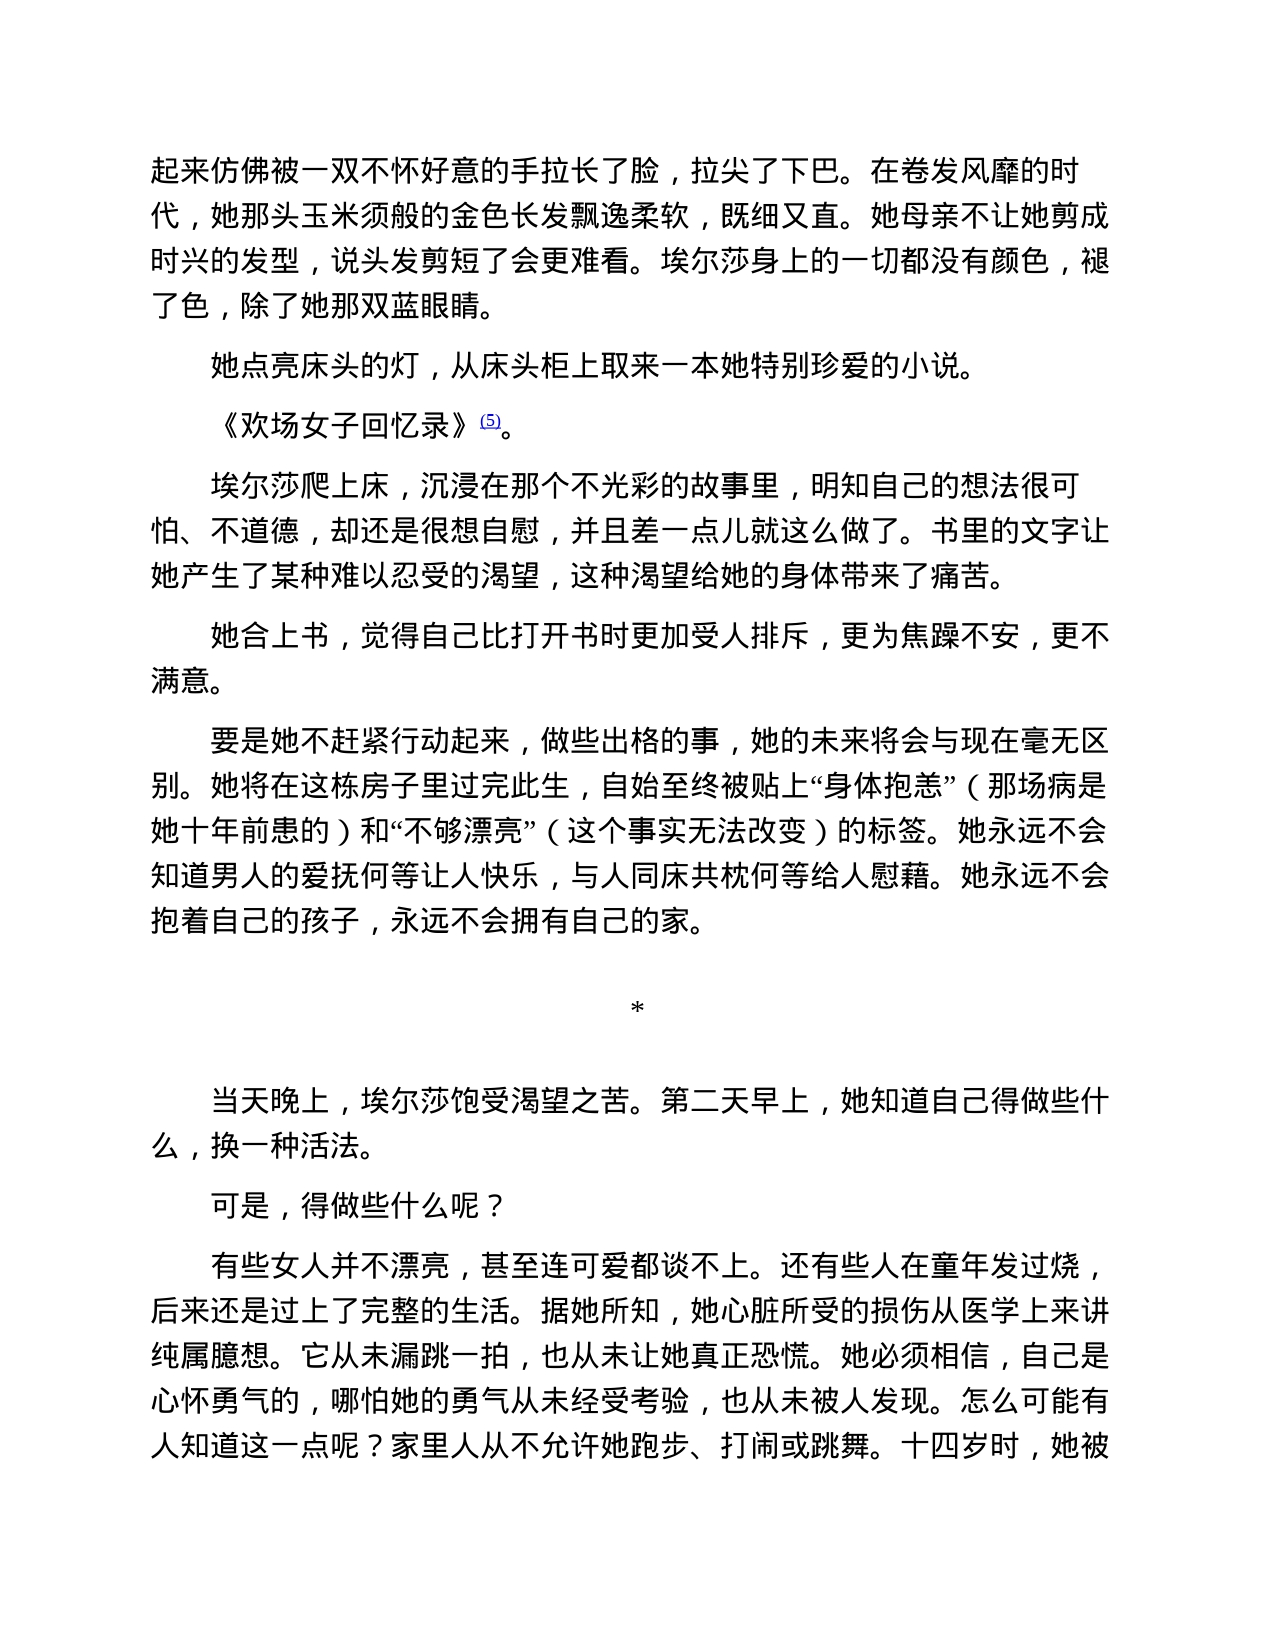 起来仿佛被一双不怀好意的手拉长了脸，拉尖了下巴。在卷发风靡的时
代，她那头玉米须般的金色长发飘逸柔软，既细又直。她母亲不让她剪成
时兴的发型，说头发剪短了会更难看。埃尔莎身上的一切都没有颜色，褪
了色，除了她那双蓝眼睛。
她点亮床头的灯，从床头柜上取来一本她特别珍爱的小说。
《欢场女子回忆录》(5)。
埃尔莎爬上床，沉浸在那个不光彩的故事里，明知自己的想法很可
怕、不道德，却还是很想自慰，并且差一点儿就这么做了。书里的文字让
她产生了某种难以忍受的渴望，这种渴望给她的身体带来了痛苦。
她合上书，觉得自己比打开书时更加受人排斥，更为焦躁不安，更不
满意。
要是她不赶紧行动起来，做些出格的事，她的未来将会与现在毫无区
别。她将在这栋房子里过完此生，自始至终被贴上“身体抱恙”（那场病是
她十年前患的）和“不够漂亮”（这个事实无法改变）的标签。她永远不会
知道男人的爱抚何等让人快乐，与人同床共枕何等给人慰藉。她永远不会
抱着自己的孩子，永远不会拥有自己的家。
*
当天晚上，埃尔莎饱受渴望之苦。第二天早上，她知道自己得做些什
么，换一种活法。
可是，得做些什么呢？
有些女人并不漂亮，甚至连可爱都谈不上。还有些人在童年发过烧，
后来还是过上了完整的生活。据她所知，她心脏所受的损伤从医学上来讲
纯属臆想。它从未漏跳一拍，也从未让她真正恐慌。她必须相信，自己是
心怀勇气的，哪怕她的勇气从未经受考验，也从未被人发现。怎么可能有
人知道这一点呢？家里人从不允许她跑步、打闹或跳舞。十四岁时，她被